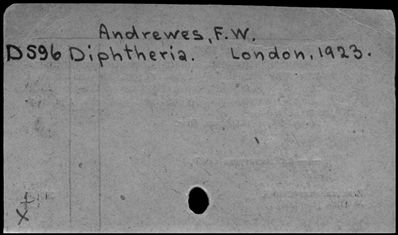 Andrewes, F.W.
D596 Diphtheria. London, 1923.
x